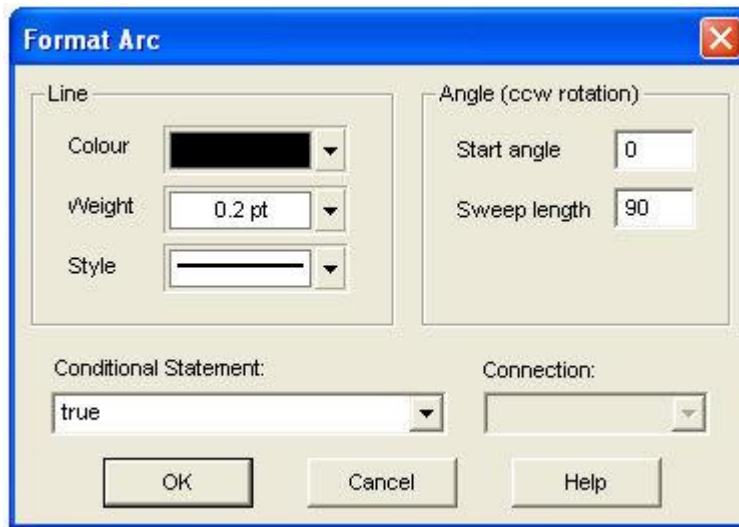 Format Arc
Line
Colour
Weight
0.2 pt
Style
Angle (ccw rotation)
Start angle
0
Sweep length
90
Conditional Statement:
true
Connection:
OK
Cancel
Help